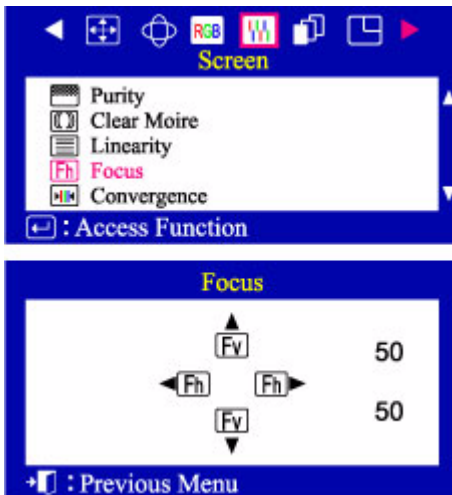 RGB
Screen
Purity
Clear Moire
Linearity
Fh Focus
Convergence
: Access Function
Focus
Fv
50
Fh Fh
Fv
50
: Previous Menu